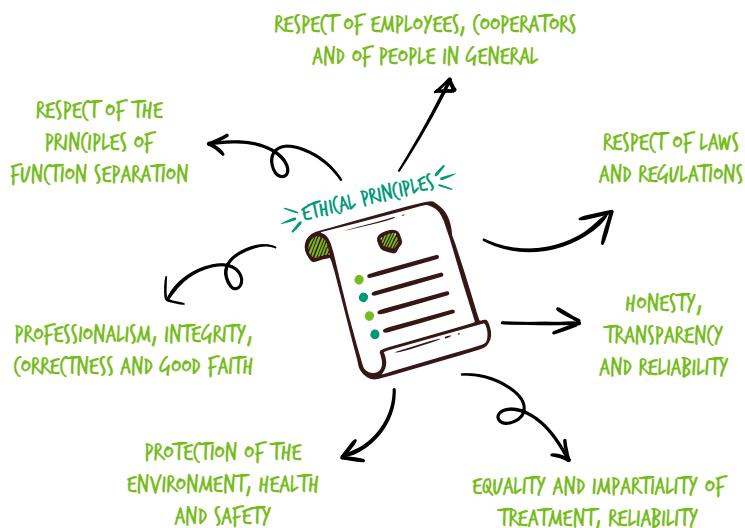 RESPECT OF EMPLOYEES, COOPERATORS
AND OF PEOPLE IN GENERAL
RESPECT OF THE
PRINCIPLES OF
FUNCTION SEPARATION
RESPECT OF LAWS
AND REGULATIONS
ETHICAL PRINCIPLES
HONESTY,
TRANSPARENCY
AND RELIABILITY
PROFESSIONALISM, INTEGRITY,
CORRECTNESS AND GOOD FAITH
PROTECTION OF THE
ENVIRONMENT, HEALTH
AND SAFETY
EQUALITY AND IMPARTIALITY OF
TREATMENT, RELIABILITY